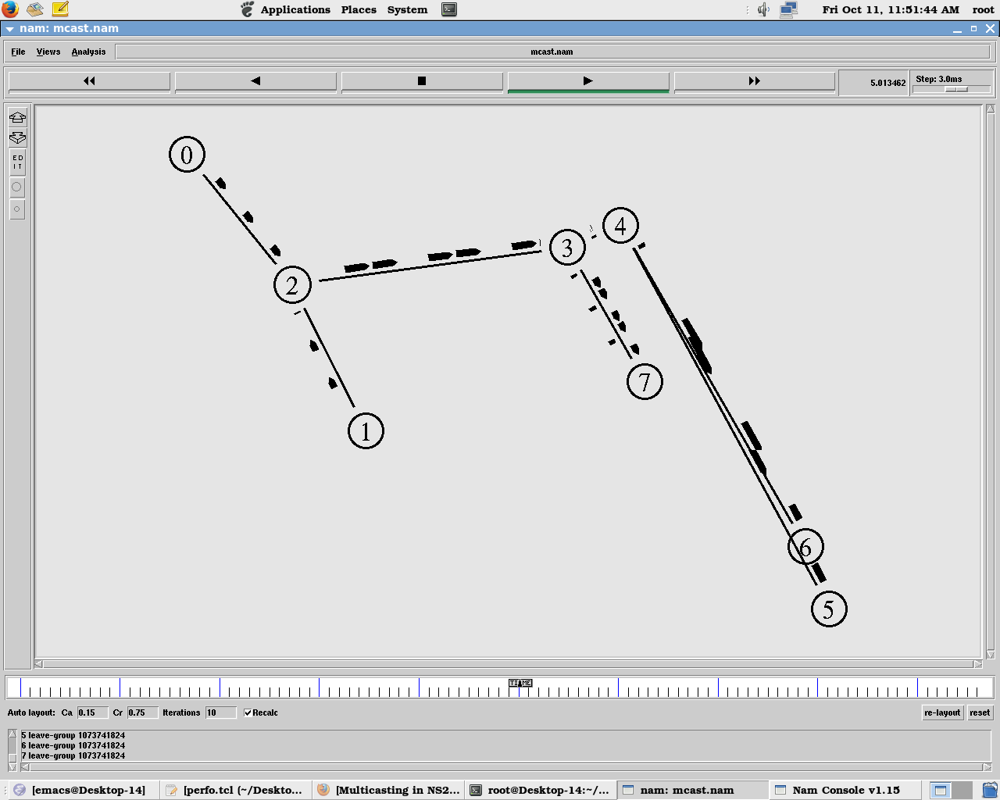 Applications Places System Fri Oct 11, 11:51:44 AM root
nam: mcast.nam
File Views Analysis mcast.nam
5.013462 Step: 3.0ms
E D
I T
0
4
3
2
7
1
6
5
TIME
Auto layout: Ca 0.15 Cr 0.75 Iterations 10 Recalc re-layout reset
5 leave-group 1073741824
6 leave-group 1073741824
7 leave-group 1073741824
[emacs@Desktop-14] [perfo.tcl (~/Deskto... [Multicasting in NS2... root@Desktop-14:~/... nam: mcast.nam Nam Console v1.15